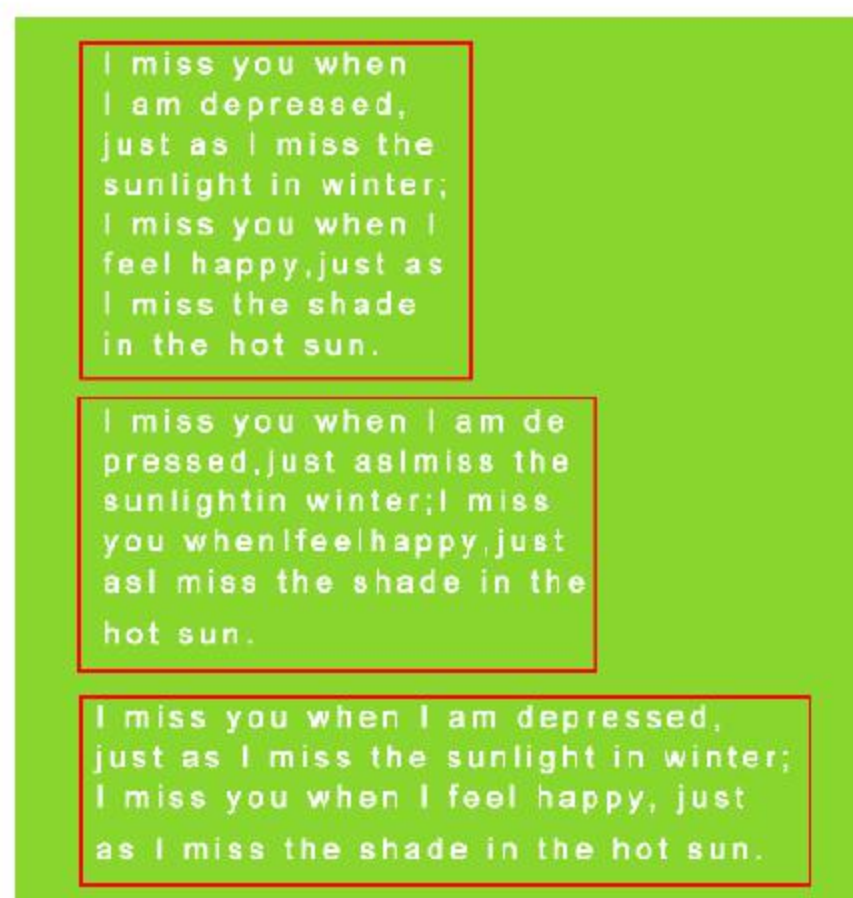 I miss you when
I am depressed,
just as I miss the
sunlight in winter;
I miss you when I
feel happy,just as
I miss the shade
in the hot sun.
I miss you when I am de
pressed,just asImiss the
sunlightin winter;I miss
you whenIfeelhappy,just
asI miss the shade in the
hot sun.
I miss you when I am depressed,
just as I miss the sunlight in winter;
I miss you when I feel happy, just
as I miss the shade in the hot sun.